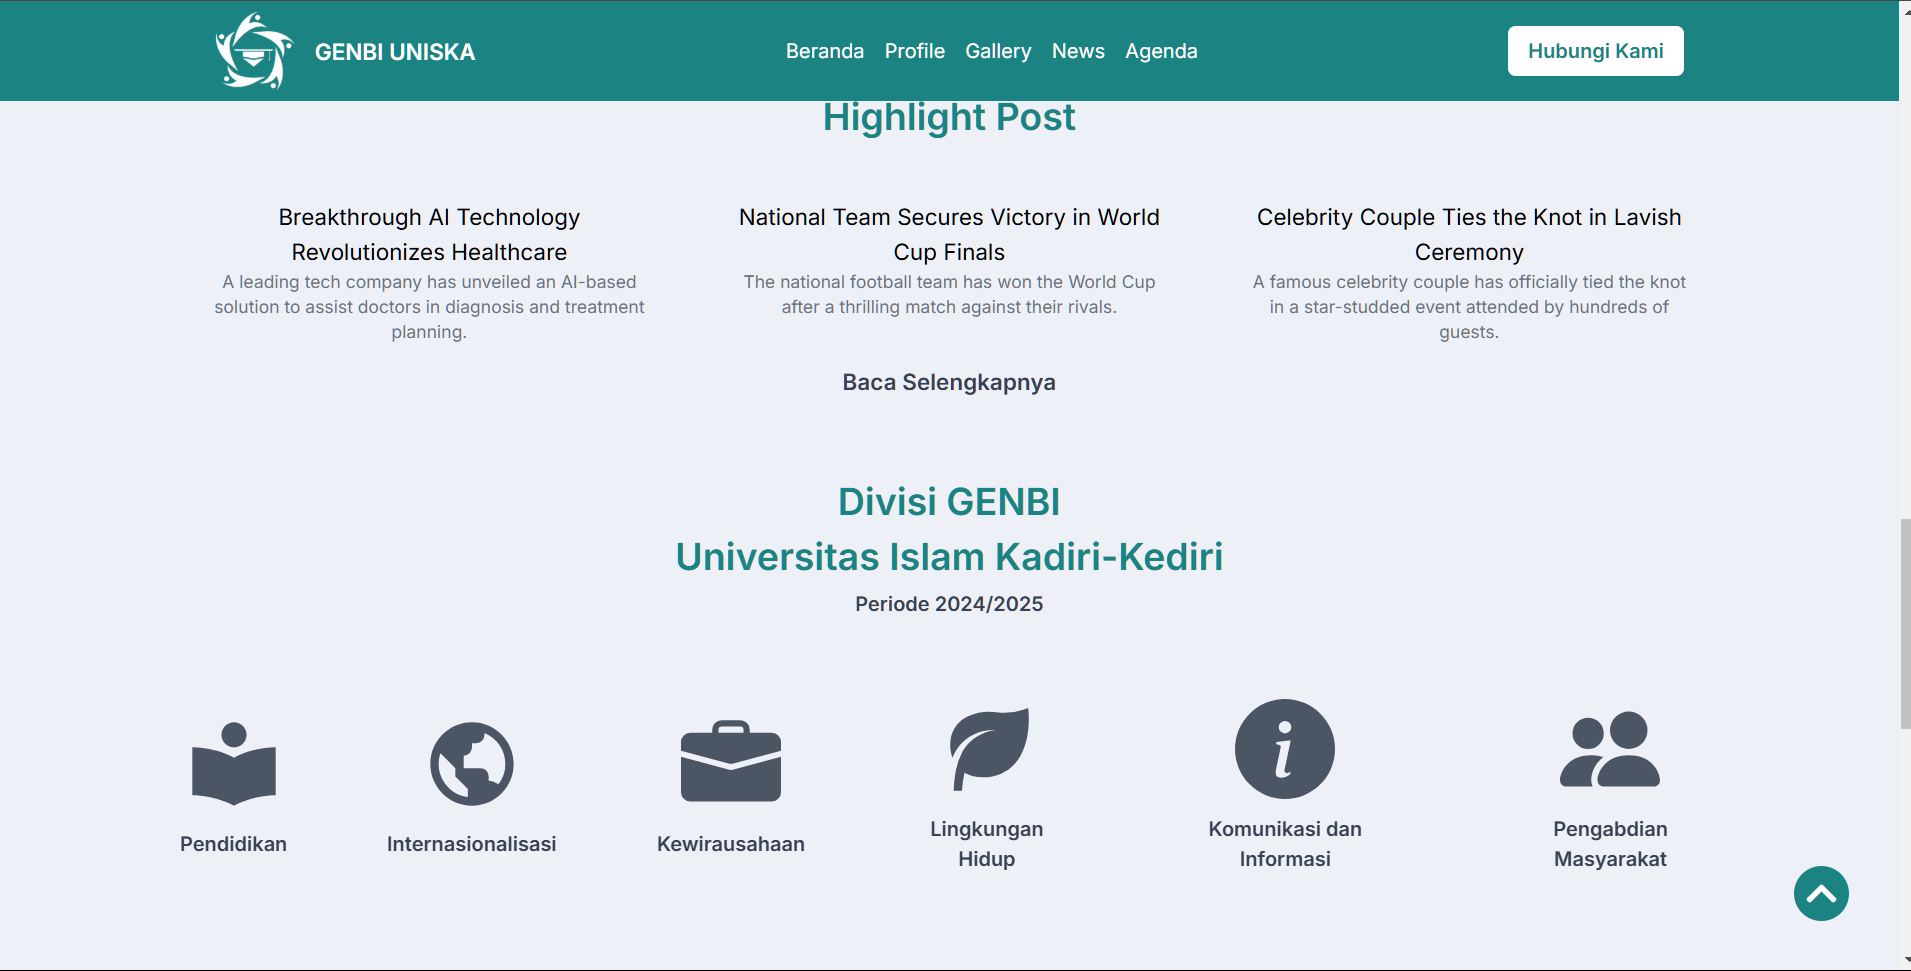 GENBI UNISKA
Beranda Profile Gallery News Agenda
Hubungi Kami
Highlight Post
Breakthrough AI Technology
Revolutionizes Healthcare
A leading tech company has unveiled an AI-based
solution to assist doctors in diagnosis and treatment
planning.
National Team Secures Victory in World
Cup Finals
The national football team has won the World Cup
after a thrilling match against their rivals.
Celebrity Couple Ties the Knot in Lavish
Ceremony
A famous celebrity couple has officially tied the knot
in a star-studded event attended by hundreds of
guests.
Baca Selengkapnya
Divisi GENBI
Universitas Islam Kadiri-Kediri
Periode 2024/2025
Pendidikan
Internasionalisasi
Kewirausahaan
Lingkungan
Hidup
Komunikasi dan
Informasi
Pengabdian
Masyarakat